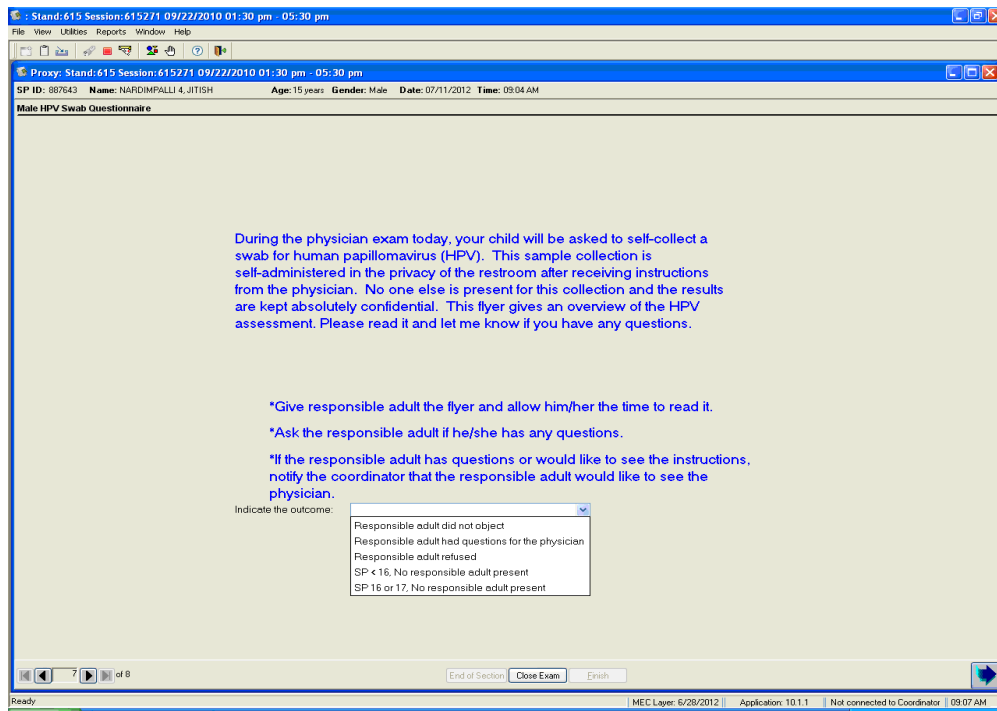 : Stand:615 Session:615271 09/22/2010 01:30 pm - 05:30 pm
File View Utilities Reports Window Help
Proxy: Stand:615 Session:615271 09/22/2010 01:30 pm - 05:30 pm
SP ID: 887643 Name: NARDIMPALLI 4, JITISH Age: 15 years Gender: Male Date: 07/11/2012 Time: 09:04 AM
Male HPV Swab Questionnaire
During the physician exam today, your child will be asked to self-collect a
swab for human papillomavirus (HPV). This sample collection is
self-administered in the privacy of the restroom after receiving instructions
from the physician. No one else is present for this collection and the results
are kept absolutely confidential. This flyer gives an overview of the HPV
assessment. Please read it and let me know if you have any questions.
*Give responsible adult the flyer and allow him/her the time to read it.
*Ask the responsible adult if he/she has any questions.
*If the responsible adult has questions or would like to see the instructions,
notify the coordinator that the responsible adult would like to see the
physician.
Indicate the outcome:
Responsible adult did not object
Responsible adult had questions for the physician
Responsible adult refused
SP < 16, No responsible adult present
SP 16 or 17, No responsible adult present
7 of 8 End of Section Close Exam Finish
Ready MEC Layer: 6/28/2012 Application: 10.1.1 Not connected to Coordinator 09:07 AM